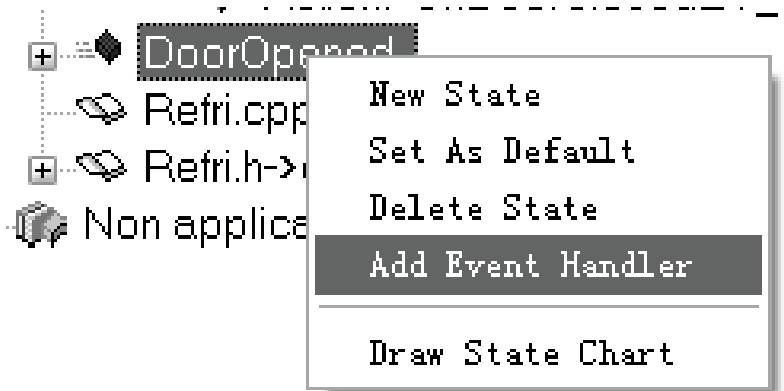 DoorOpened
New State
Refri.cpp
Set As Default
Refri.h->
Delete State
Non applica
Add Event Handler
Draw State Chart